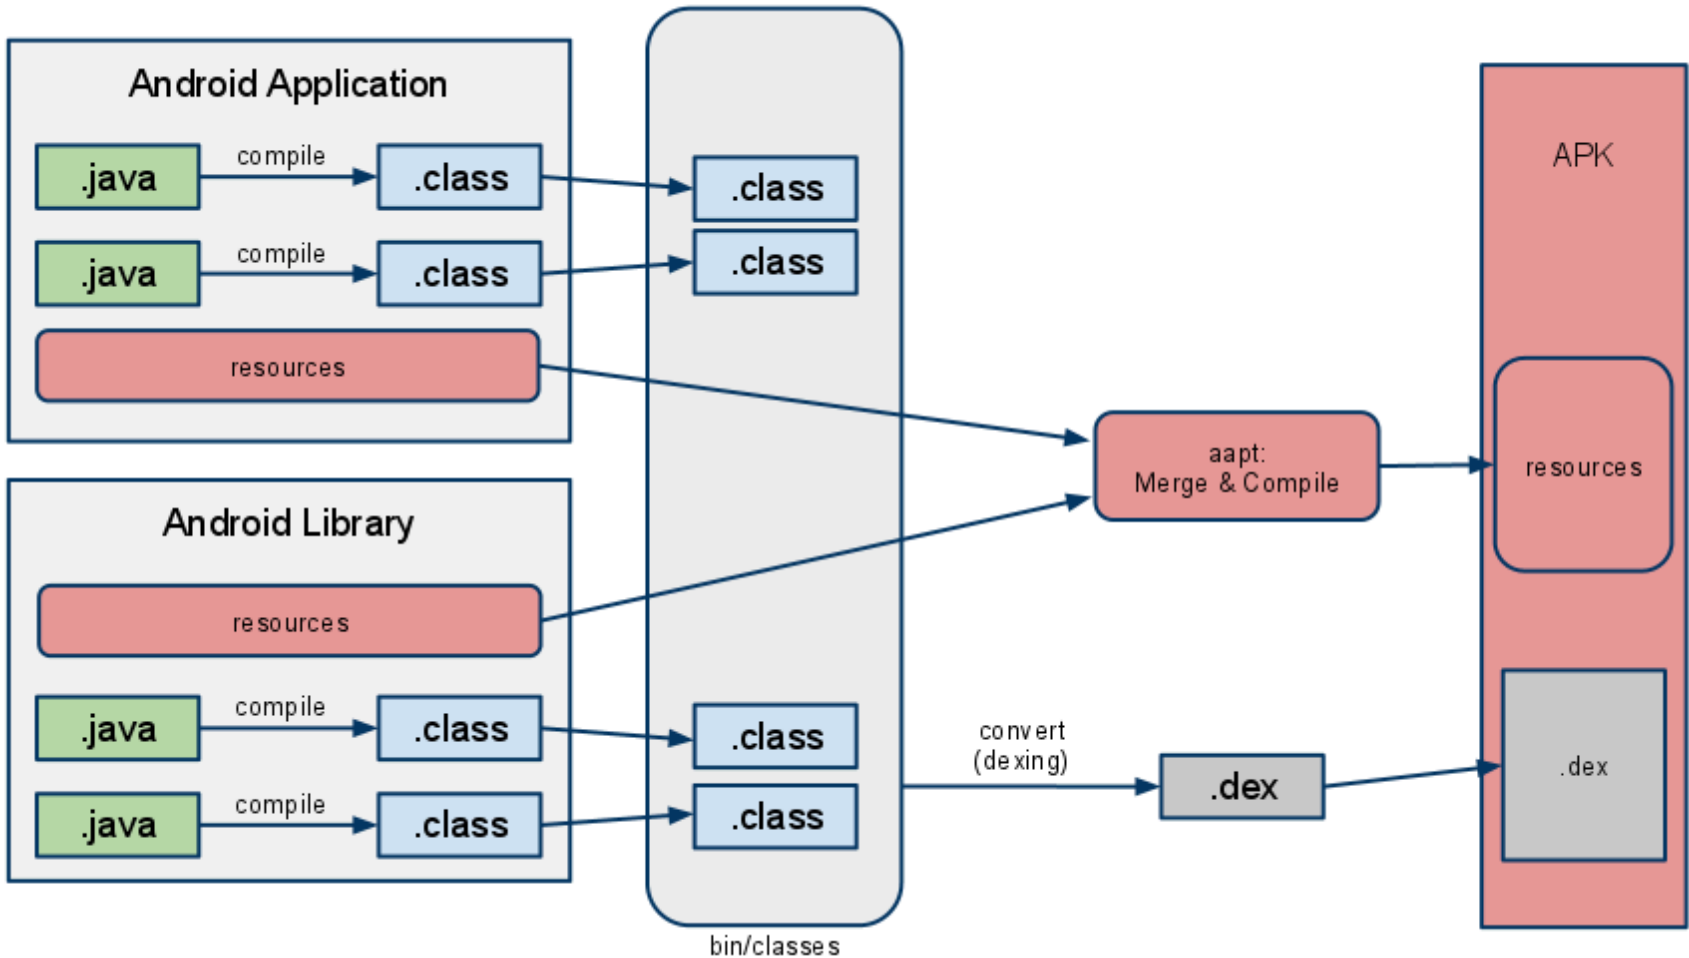 Android Application
.java
compile
.class
.class
.java
compile
.class
.class
resources
Android Library
resources
.java
compile
.class
.class
.java
compile
.class
.class
bin/classes
aapt:
Merge & Compile
convert
(dexing)
.dex
APK
resources
.dex